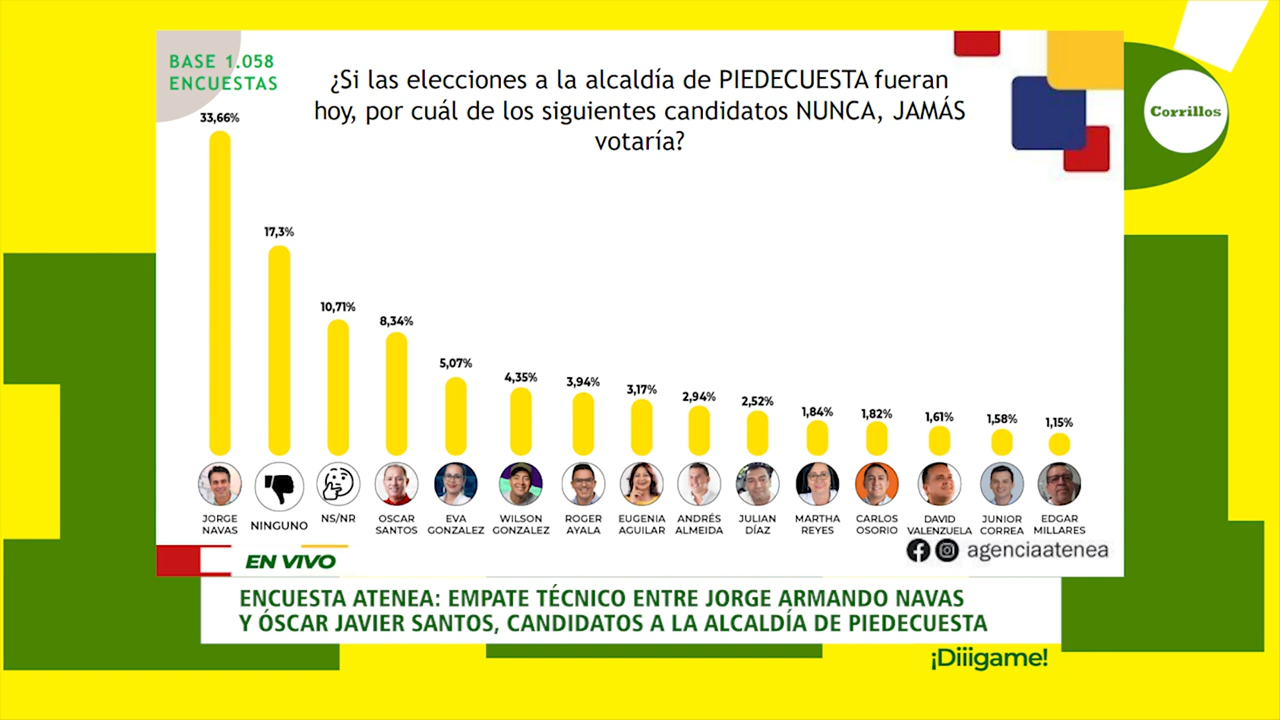 BASE 1.058
ENCUESTAS
¿Si las elecciones a la alcaldía de PIEDECUESTA fueran
hoy, por cuál de los siguientes candidatos NUNCA, JAMÁS
votaría?
Corrillos
33,66%
17,3%
10,71%
8,34%
5,07%
4,35%
3,94%
3,17%
2,94%
2,52%
1,84%
1,82%
1,61%
1,58%
1,15%
JORGE
NAVAS
NINGUNO
NS/NR
OSCAR
SANTOS
EVA
GONZALEZ
WILSON
GONZALEZ
ROGER
AYALA
EUGENIA
AGUILAR
ANDRÉS
ALMEIDA
JULIAN
DÍAZ
MARTHA
REYES
CARLOS
OSORIO
DAVID
VALENZUELA
JUNIOR
CORREA
EDGAR
MILLARES
agenciaatenea
EN VIVO
ENCUESTA ATENEA: EMPATE TÉCNICO ENTRE JORGE ARMANDO NAVAS
Y ÓSCAR JAVIER SANTOS, CANDIDATOS A LA ALCALDÍA DE PIEDECUESTA
¡Diiigame!